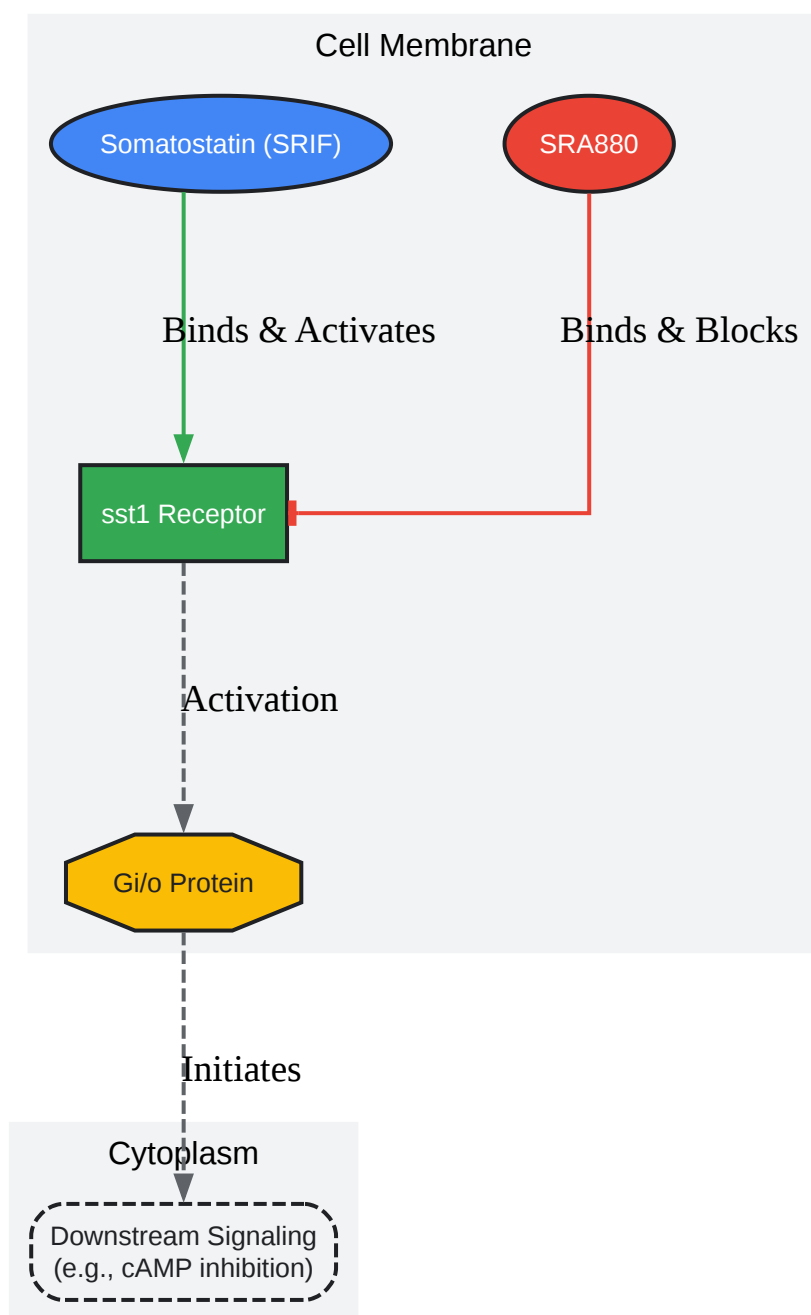 Cell Membrane
Somatostatin (SRIF)
SRA880
Binds & Activates
Binds & Blocks
sst1 Receptor
Activation
Gi/o Protein
Initiates
Cytoplasm
Downstream Signaling
(e.g., cAMP inhibition)